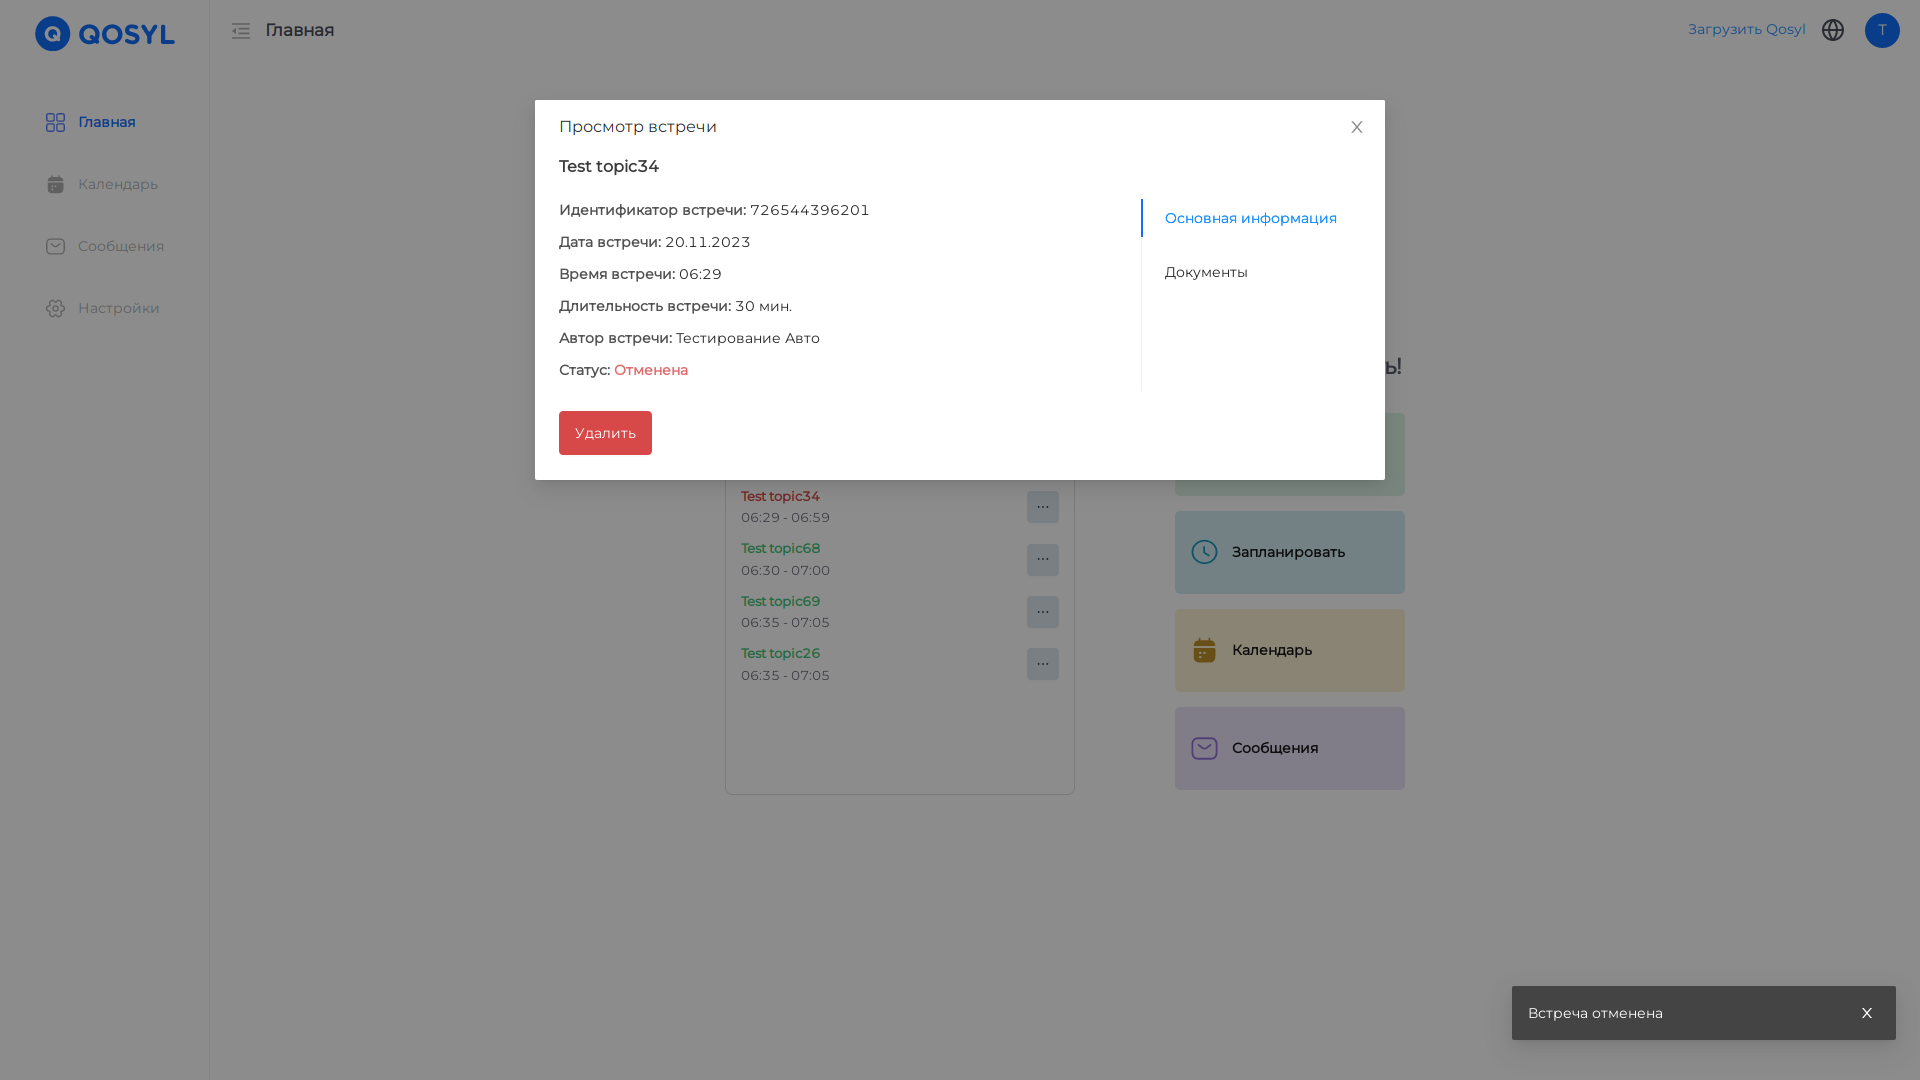 QOSYL
Главная
Загрузить Qosyl
T
Главная
Календарь
Сообщения
Настройки
Просмотр встречи
X
Test topic34
Идентификатор встречи: 726544396201
Дата встречи: 20.11.2023
Время встречи: 06:29
Длительность встречи: 30 мин.
Автор встречи: Тестирование Авто
Статус: Отменена
Основная информация
Документы
Удалить
ь!
Test topic34
06:29 - 06:59
...
Test topic68
06:30 - 07:00
...
Test topic69
06:35 - 07:05
...
Test topic26
06:35 - 07:05
...
Запланировать
Календарь
Сообщения
Встреча отменена
X